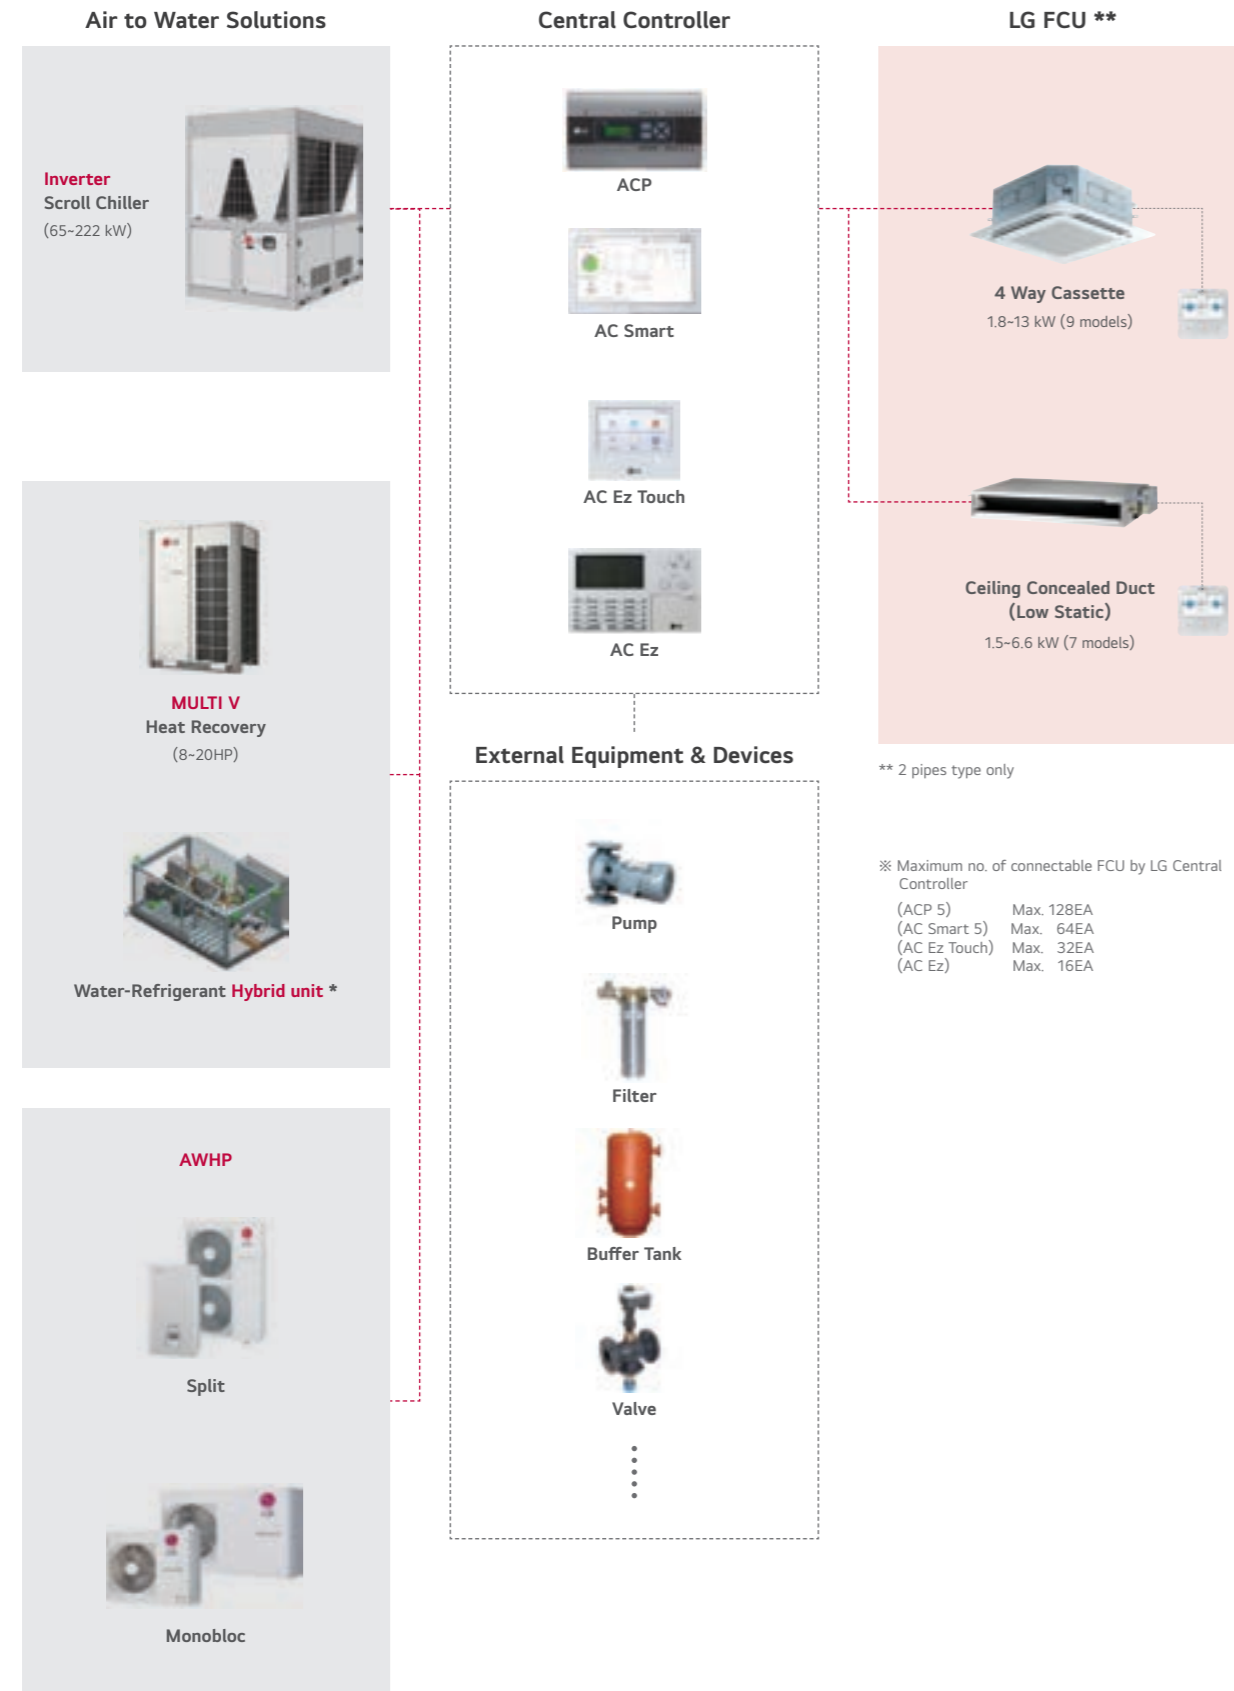 Air to Water Solutions
Inverter
Scroll Chiller
(65~222 kW)
MULTI V
Heat Recovery
(8~20HP)
Water-Refrigerant Hybrid unit *
AWHP
Split
Monobloc
Central Controller
ACP
AC Smart
AC Ez Touch
AC Ez
External Equipment & Devices
Pump
Filter
Buffer Tank
Valve
LG FCU **
4 Way Cassette
1.8~13 kW (9 models)
Ceiling Concealed Duct
(Low Static)
1.5~6.6 kW (7 models)
** 2 pipes type only
※ Maximum no. of connectable FCU by LG Central
Controller
(ACP 5) Max. 128EA
(AC Smart 5) Max. 64EA
(AC Ez Touch) Max. 32EA
(AC Ez) Max. 16EA